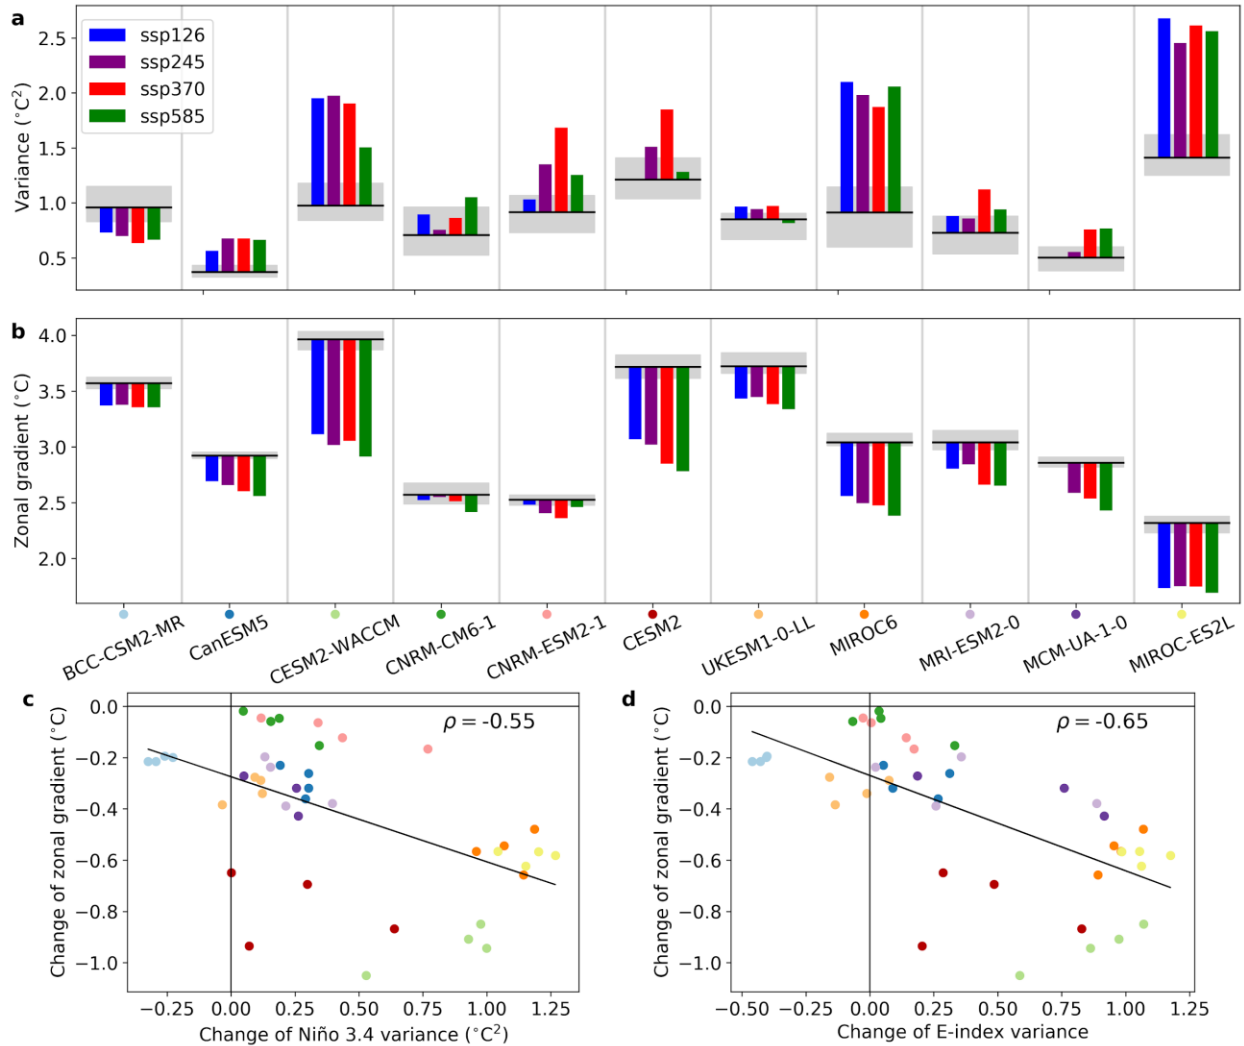 a
Variance (°C²)
2.5
2.0
1.5
1.0
0.5
ssp126
ssp245
ssp370
ssp585
b
Zonal gradient (°C)
4.0
3.5
3.0
2.5
2.0
BCC-CSM2-MR
CanESM5
CESM2-WACCM
CNRM-CM6-1
CNRM-ESM2-1
CESM2
UKESM1-0-LL
MIROC6
MRI-ESM2-0
MCM-UA-1-0
MIROC-ES2L
c
Change of zonal gradient (°C)
0.0
−0.2
−0.4
−0.6
−0.8
−1.0
ρ = -0.55
−0.25 0.00 0.25 0.50 0.75 1.00 1.25
Change of Niño 3.4 variance (°C²)
d
Change of zonal gradient (°C)
0.0
−0.2
−0.4
−0.6
−0.8
−1.0
ρ = -0.65
−0.50 −0.25 0.00 0.25 0.50 0.75 1.00 1.25
Change of E-index variance